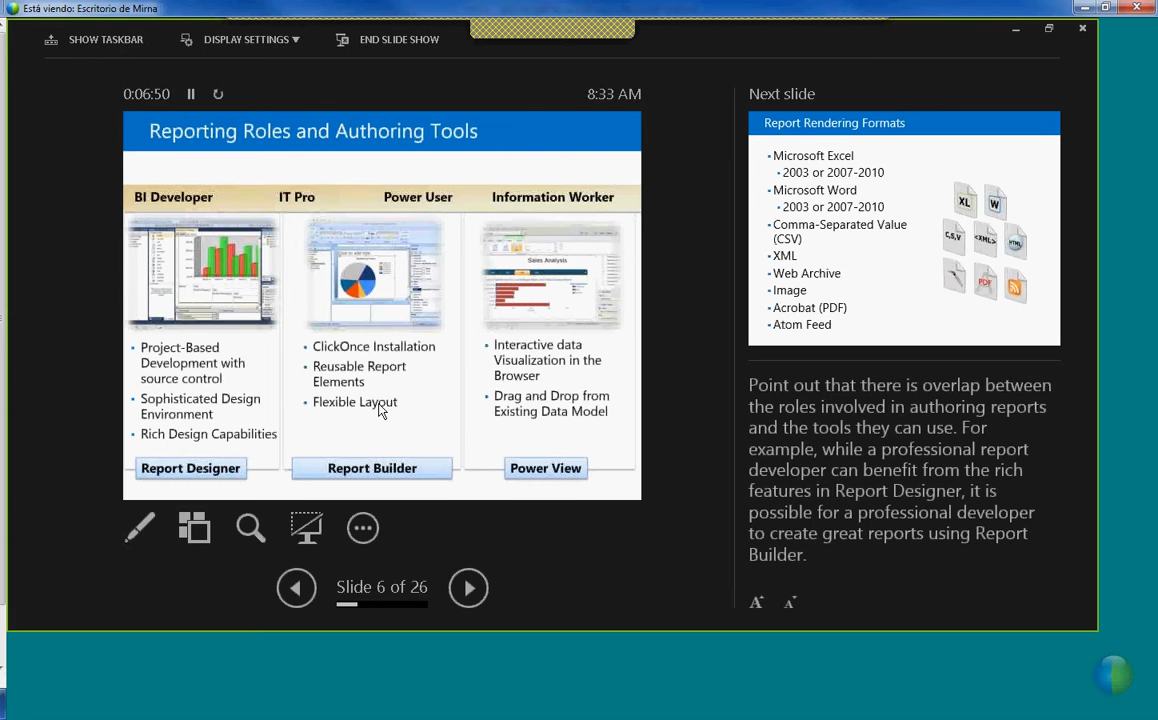 Está viendo: Escritorio de Mirna
SHOW TASKBAR
DISPLAY SETTINGS
END SLIDE SHOW
0:06:50
8:33 AM
Reporting Roles and Authoring Tools
BI Developer
IT Pro
Power User
Information Worker
Sales Analysis
Project-Based
Development with
source control
Sophisticated Design
Environment
Rich Design Capabilities
Report Designer
ClickOnce Installation
Reusable Report
Elements
Flexible Layout
Report Builder
Interactive data
Visualization in the
Browser
Drag and Drop from
Existing Data Model
Power View
Slide 6 of 26
Next slide
Report Rendering Formats
Microsoft Excel
2003 or 2007-2010
Microsoft Word
2003 or 2007-2010
Comma-Separated Value
(CSV)
XML
Web Archive
Image
Acrobat (PDF)
Atom Feed
XL
W
C,S,V
<XML>
HTML
PDF
Point out that there is overlap between
the roles involved in authoring reports
and the tools they can use. For
example, while a professional report
developer can benefit from the rich
features in Report Designer, it is
possible for a professional developer
to create great reports using Report
Builder.
A
A